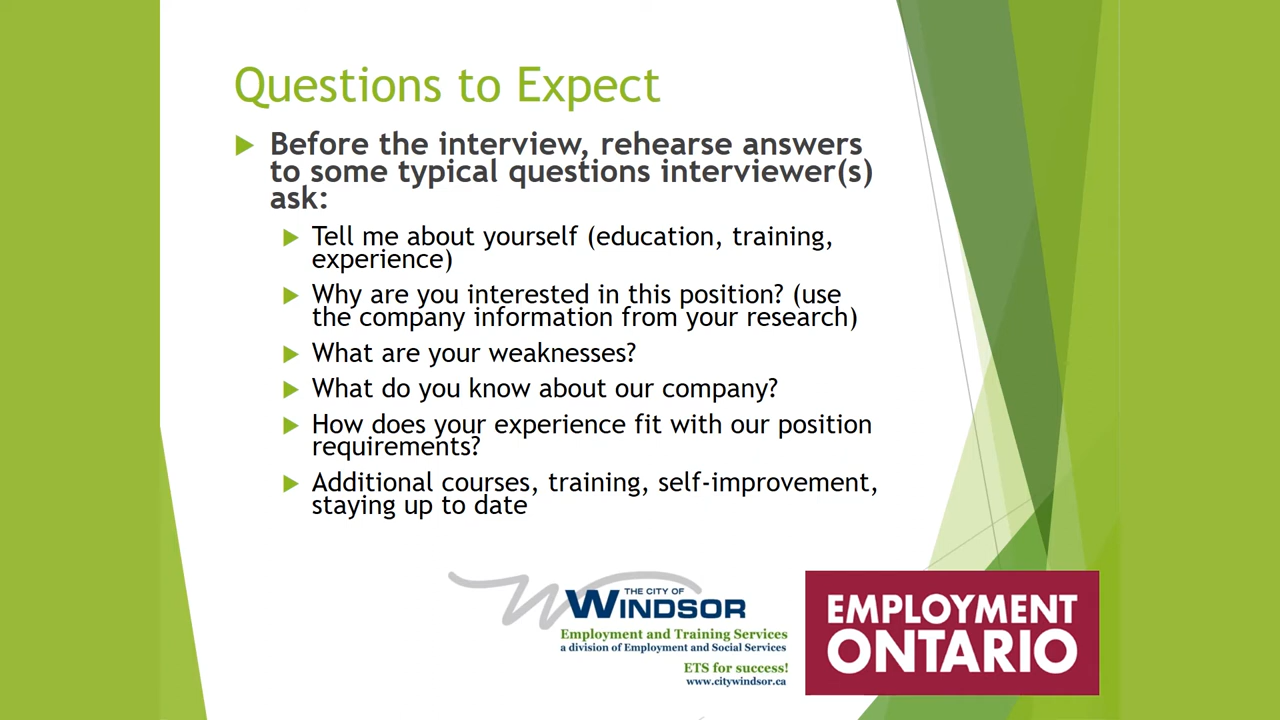 Questions to Expect
Before the interview, rehearse answers
to some typical questions interviewer(s)
ask:
Tell me about yourself (education, training,
experience)
Why are you interested in this position? (use
the company information from your research)
What are your weaknesses?
What do you know about our company?
How does your experience fit with our position
requirements?
Additional courses, training, self-improvement,
staying up to date
THE CITY OF
WINDSOR
Employment and Training Services
a division of Employment and Social Services
ETS for success!
www.citywindsor.ca
EMPLOYMENT
ONTARIO